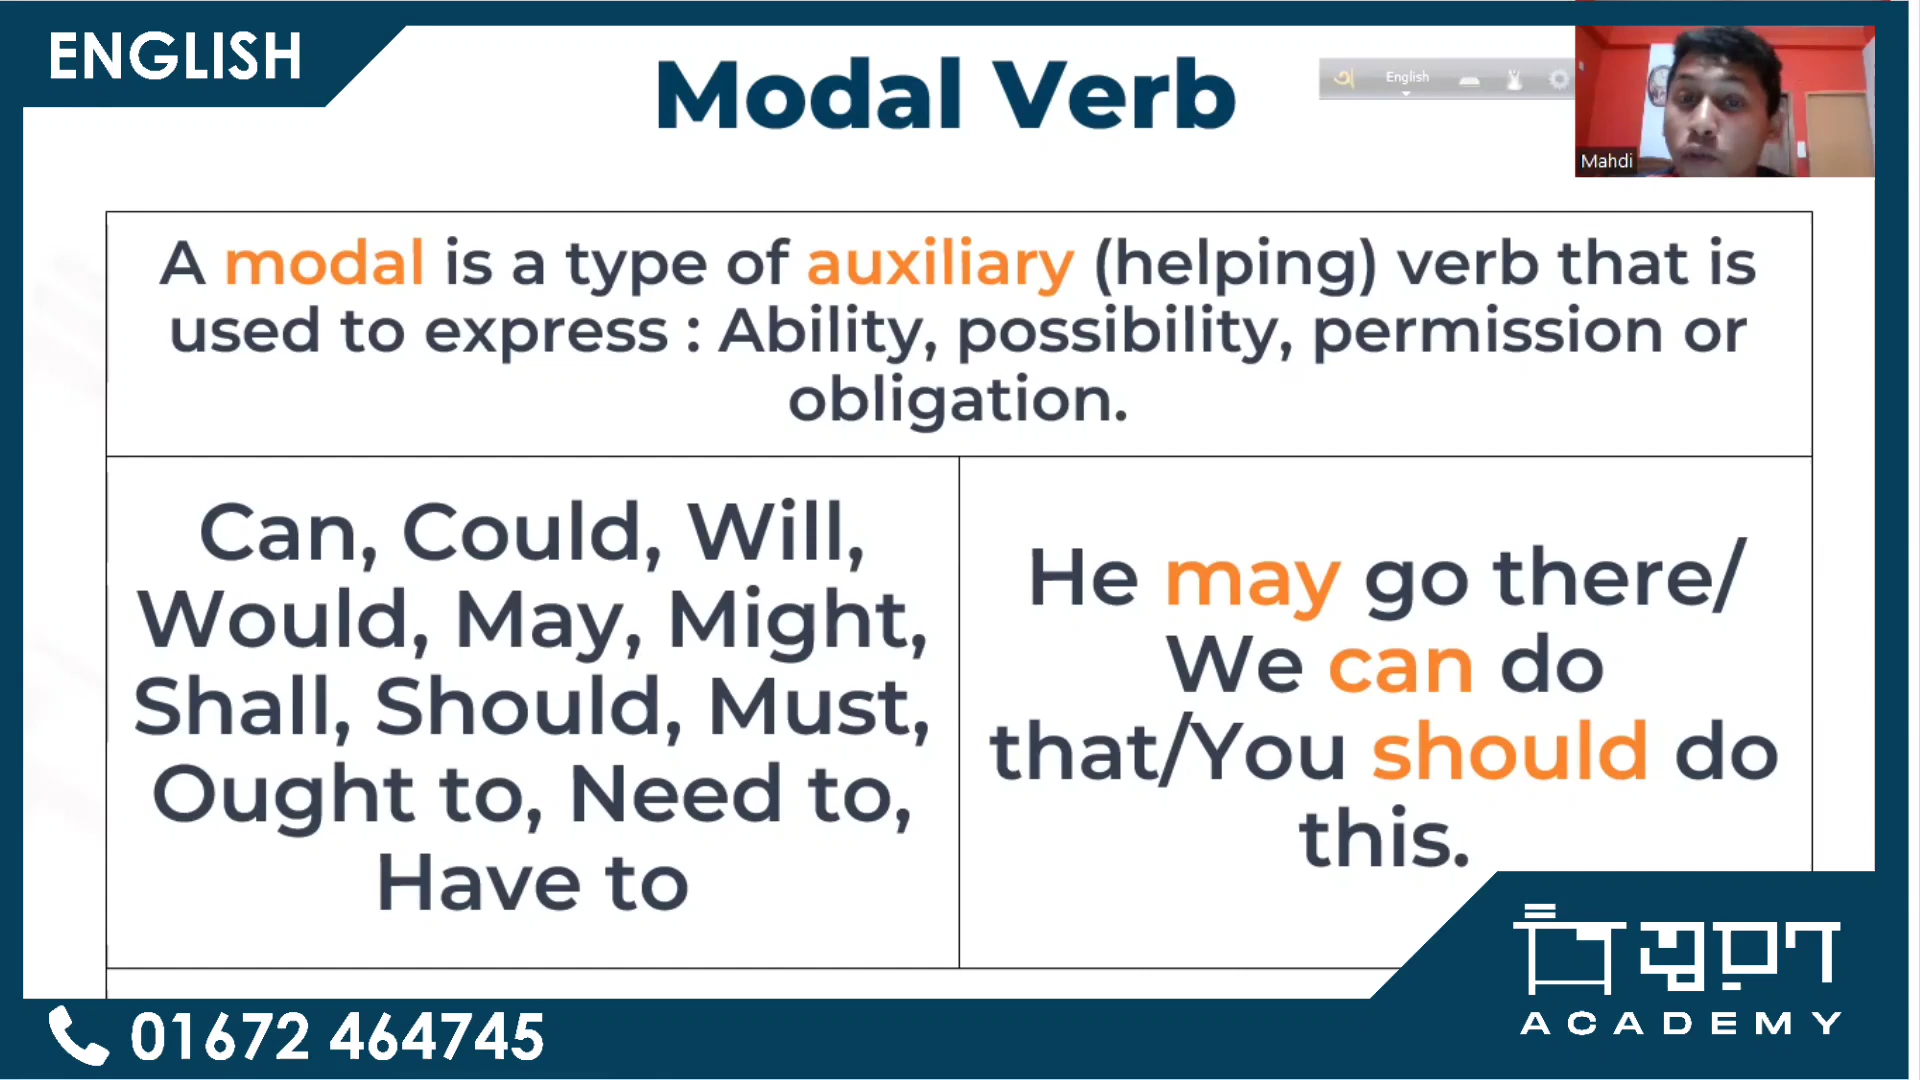 ENGLISH
Modal Verb
English
Mahdi
A modal is a type of auxiliary (helping) verb that is
used to express : Ability, possibility, permission or
obligation.
Can, Could, Will,
Would, May, Might,
Shall, Should, Must,
Ought to, Need to,
Have to
He may go there/
We can do
that/You should do
this.
ACADEMY
01672 464745